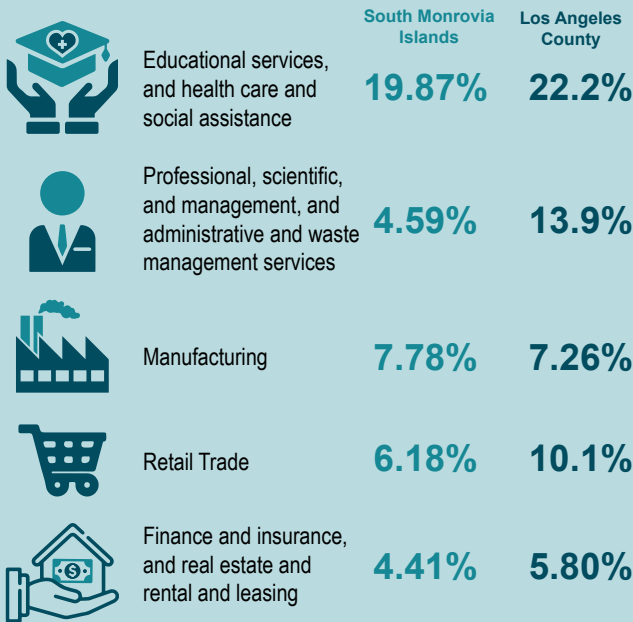 South Monrovia
Islands
Los Angeles
County
Educational services,
and health care and
social assistance
19.87%
22.2%
Professional, scientific,
and management, and
administrative and waste
management services
4.59%
13.9%
Manufacturing
7.78%
7.26%
Retail Trade
6.18%
10.1%
Finance and insurance,
and real estate and
rental and leasing
4.41%
5.80%